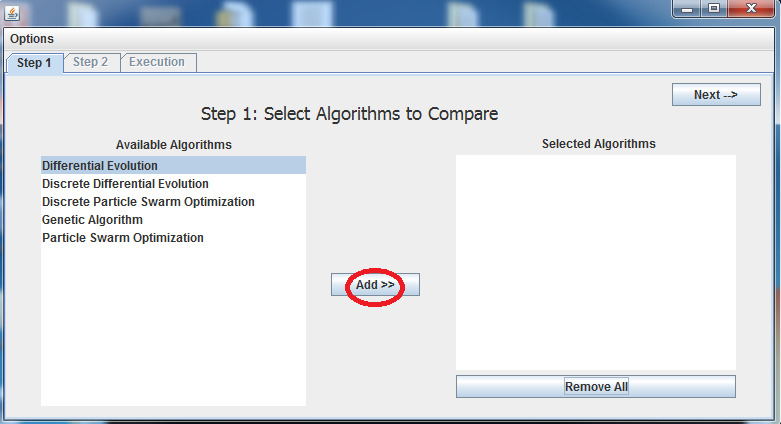 Options
Step 1
Step 2
Execution
Next -->
Step 1: Select Algorithms to Compare
Available Algorithms
Differential Evolution
Discrete Differential Evolution
Discrete Particle Swarm Optimization
Genetic Algorithm
Particle Swarm Optimization
Add >>
Selected Algorithms
Remove All